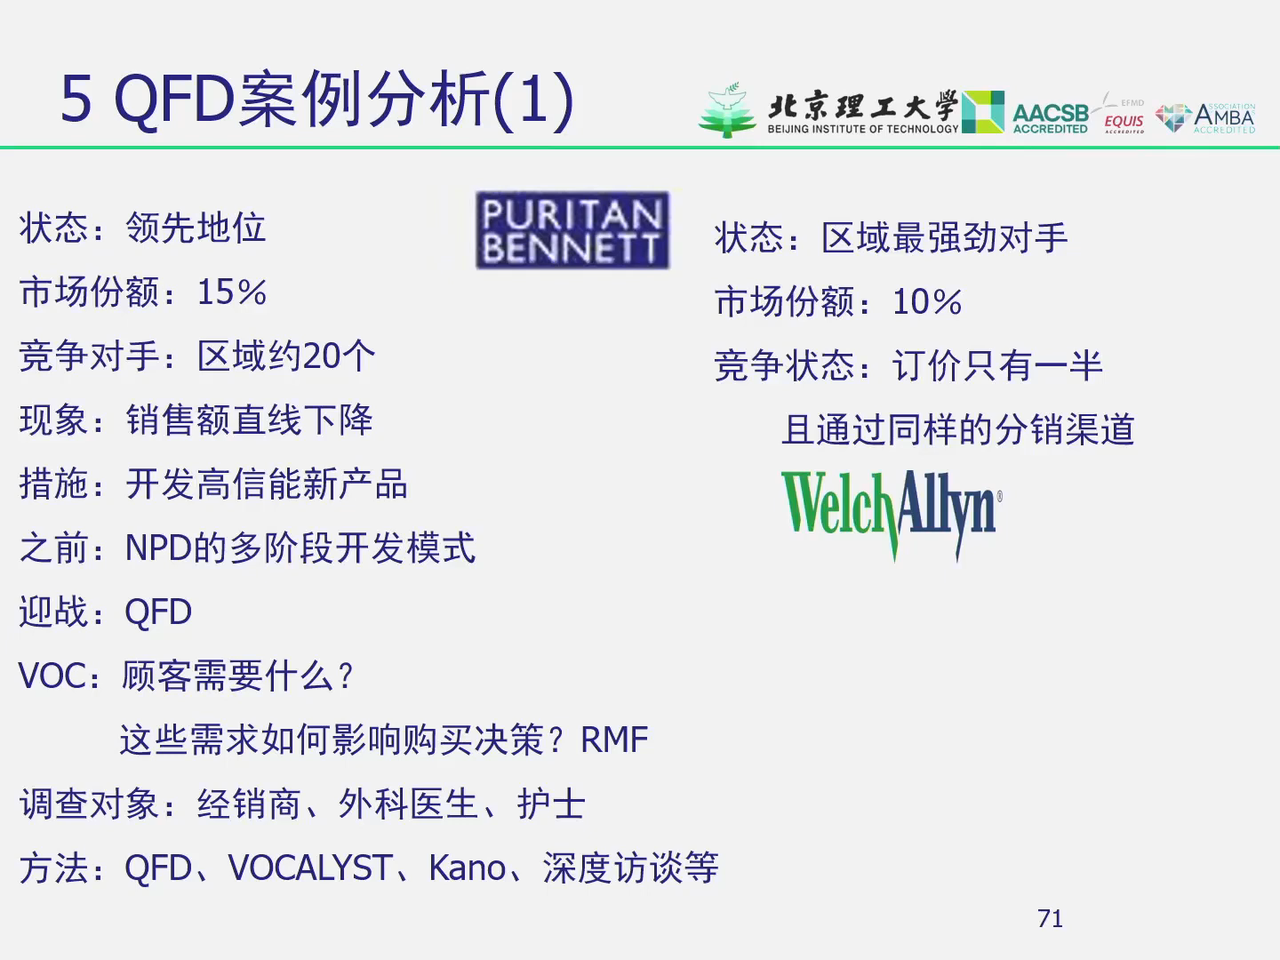 5 QFD案例分析(1)
北京理工大学
BEIJING INSTITUTE OF TECHNOLOGY
AACSB
ACCREDITED
EFMD
EQUIS
ACCREDITED
ASSOCIATION
AMBA
ACCREDITED
PURITAN
BENNETT
状态：领先地位
市场份额：15%
竞争对手：区域约20个
现象：销售额直线下降
措施：开发高信能新产品
之前：NPD的多阶段开发模式
迎战：QFD
VOC：顾客需要什么？
这些需求如何影响购买决策？RMF
调查对象：经销商、外科医生、护士
方法：QFD、VOCALYST、Kano、深度访谈等
状态：区域最强劲对手
市场份额：10%
竞争状态：订价只有一半
且通过同样的分销渠道
WelchAllyn®
71